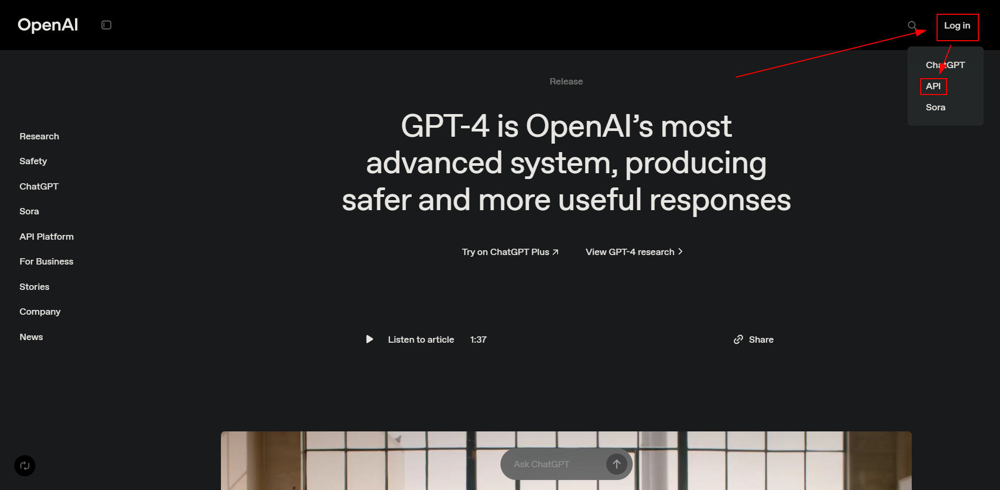 OpenAI
Log in
ChatGPT
API
Sora
Research
Safety
ChatGPT
Sora
API Platform
For Business
Stories
Company
News
Release
GPT-4 is OpenAI’s most
advanced system, producing
safer and more useful responses
Try on ChatGPT Plus
View GPT-4 research
Listen to article 1:37
Share
Ask ChatGPT